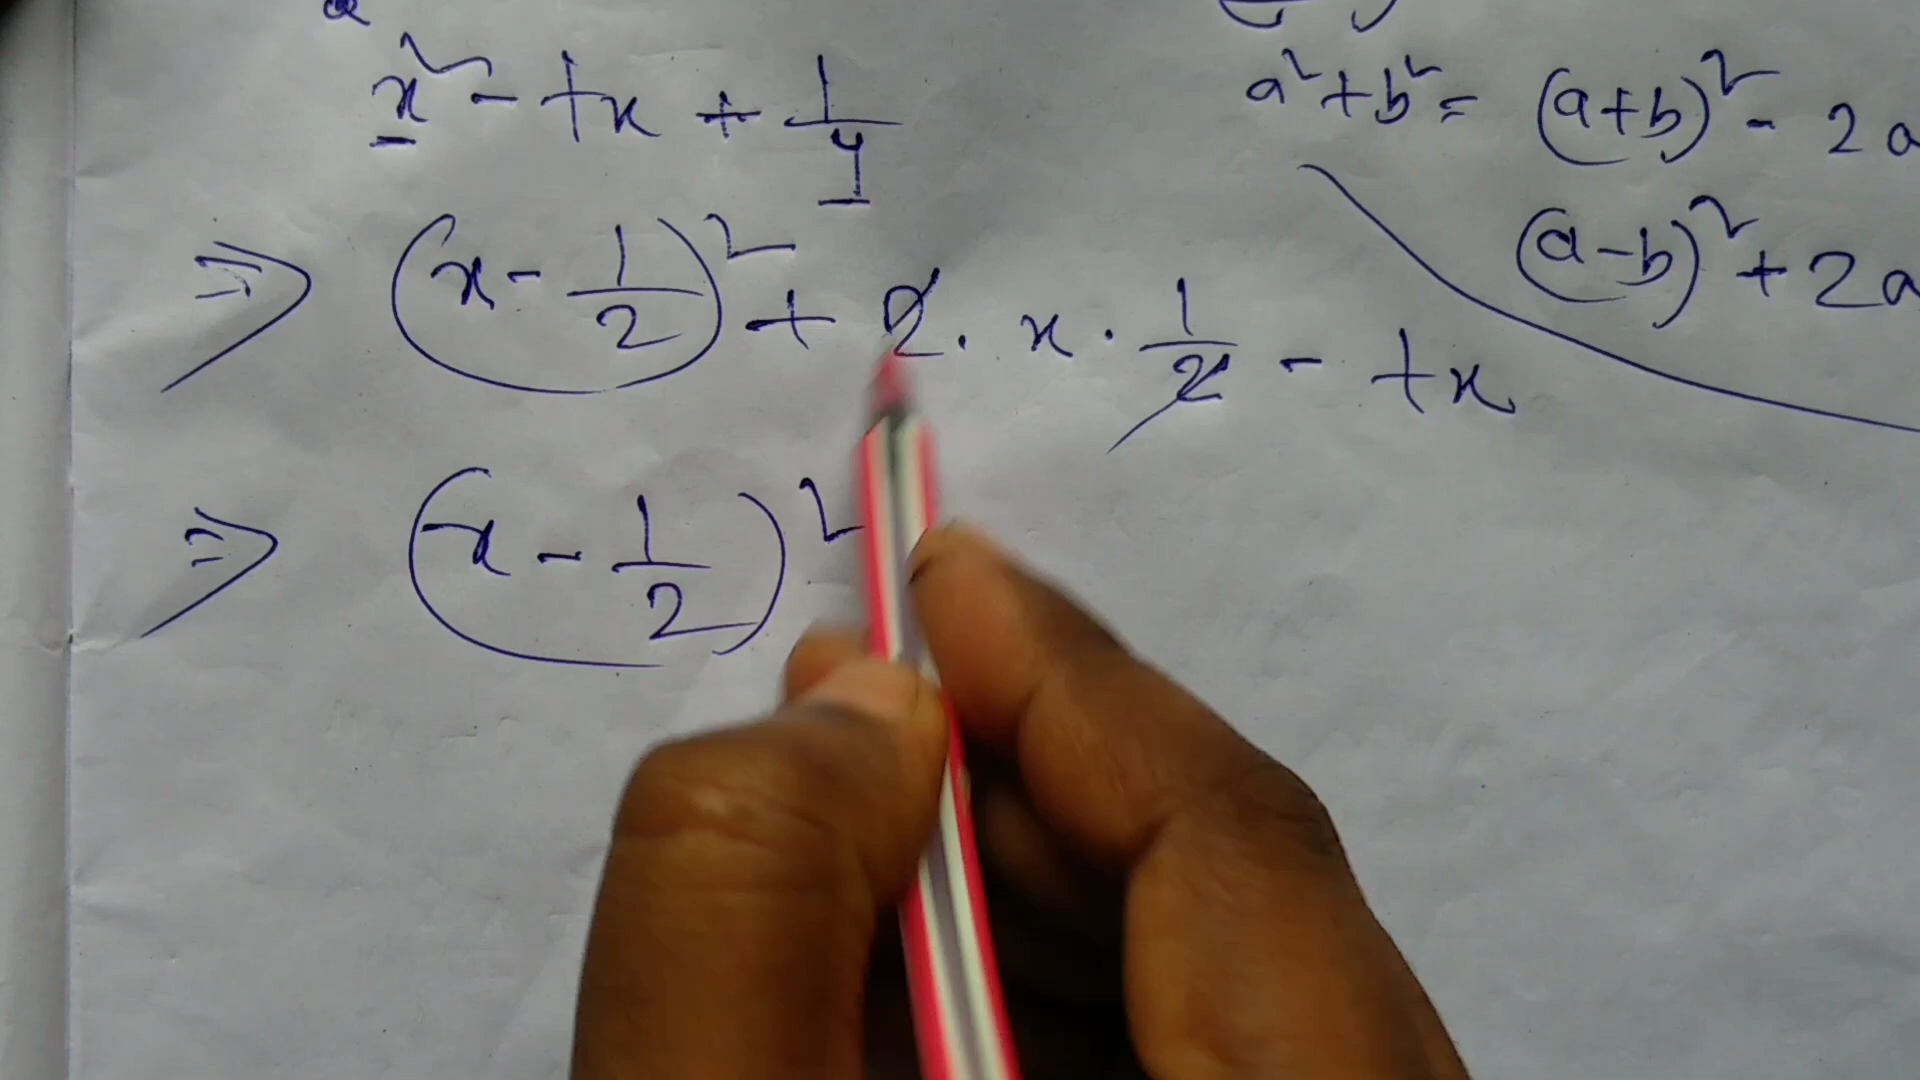 x² - tx + 1/4
⇒ (x - 1/2)² + 2 . x . 1/2 - tx
⇒ (x - 1/2)²
a² + b² = (a+b)² - 2a
(a-b)² + 2a